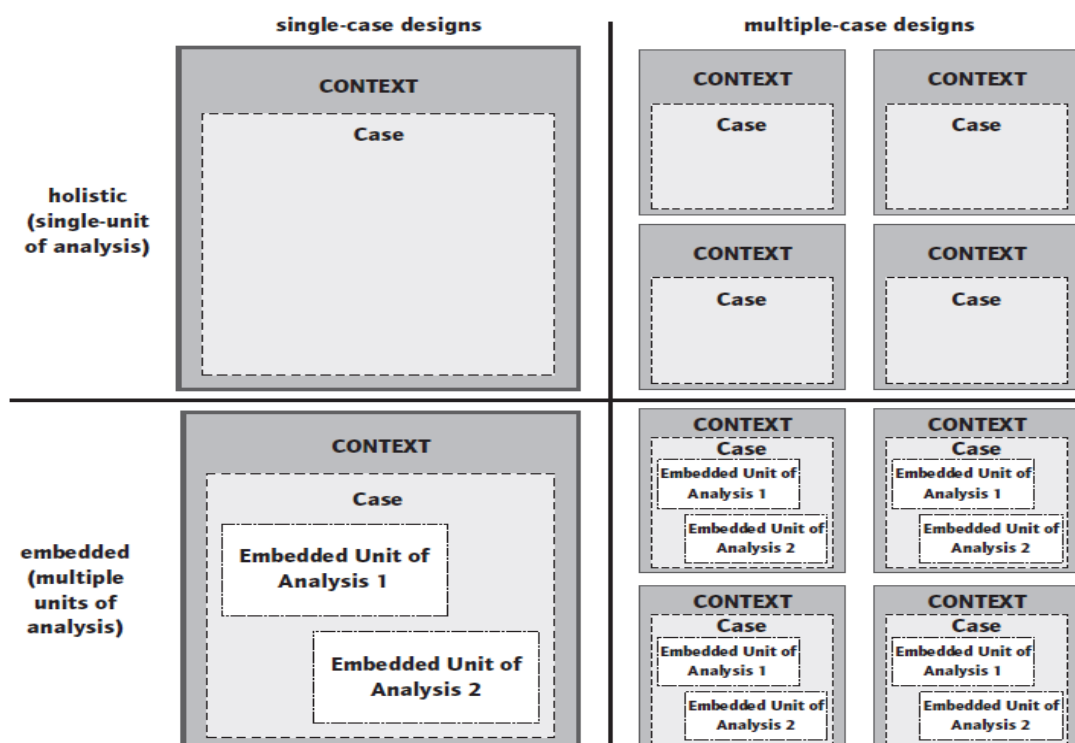 single-case designs
multiple-case designs
holistic
(single-unit
of analysis)
CONTEXT
Case
CONTEXT
Case
CONTEXT
Case
CONTEXT
Case
CONTEXT
Case
embedded
(multiple
units of
analysis)
CONTEXT
Case
Embedded Unit of
Analysis 1
Embedded Unit of
Analysis 2
CONTEXT
Case
Embedded Unit of
Analysis 1
Embedded Unit of
Analysis 2
CONTEXT
Case
Embedded Unit of
Analysis 1
Embedded Unit of
Analysis 2
CONTEXT
Case
Embedded Unit of
Analysis 1
Embedded Unit of
Analysis 2
CONTEXT
Case
Embedded Unit of
Analysis 1
Embedded Unit of
Analysis 2